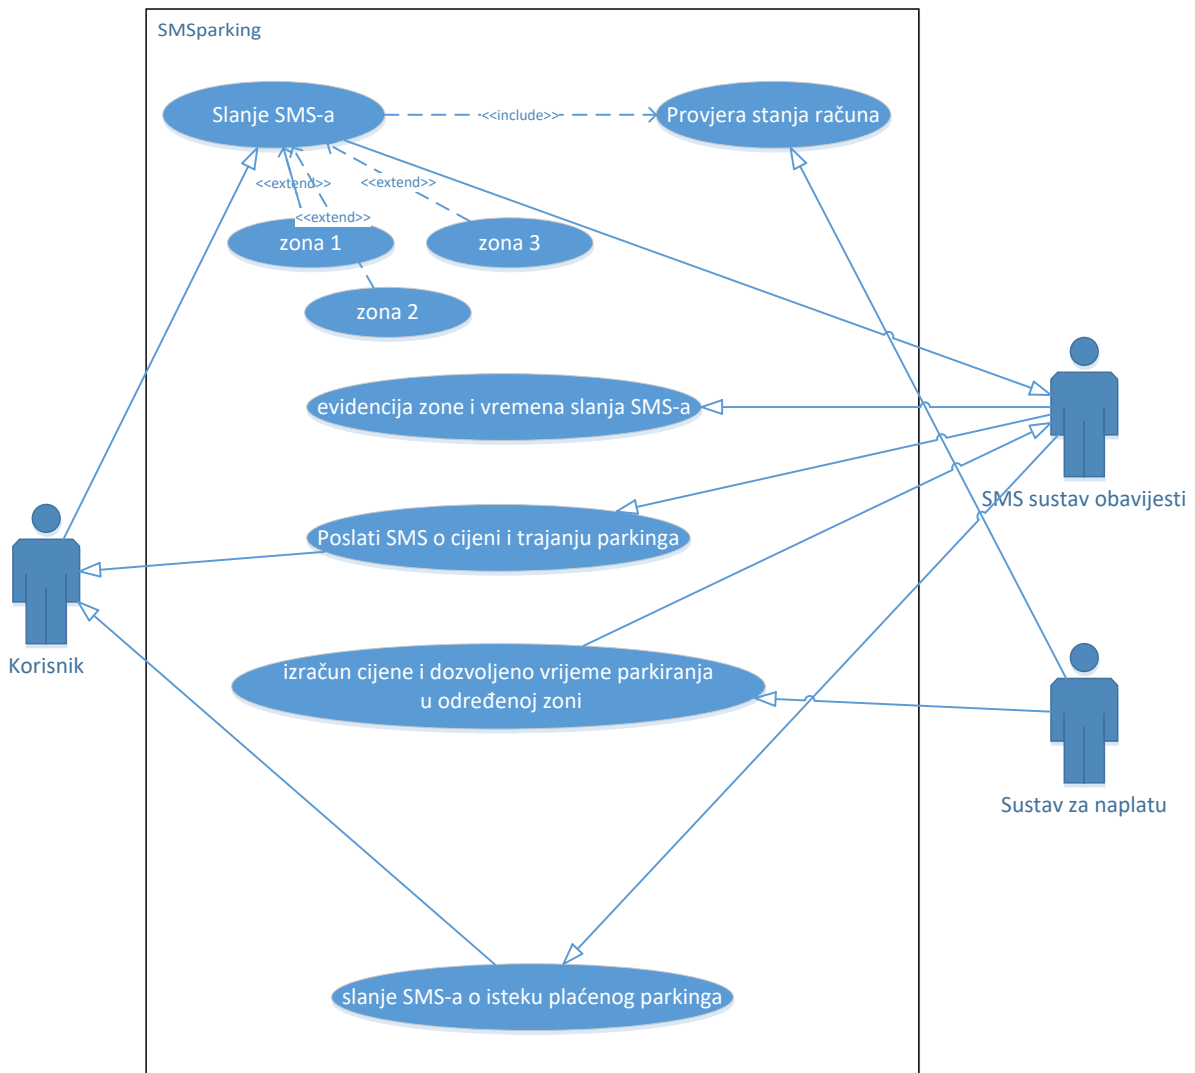 SMSparking
Slanje SMS-a
<<include>>
Provjera stanja računa
<<extend>>
<<extend>>
<<extend>>
zona 1
zona 3
zona 2
evidencija zone i vremena slanja SMS-a
SMS sustav obavijesti
Poslati SMS o cijeni i trajanju parkinga
Korisnik
izračun cijene i dozvoljeno vrijeme parkiranja
u određenoj zoni
Sustav za naplatu
slanje SMS-a o isteku plaćenog parkinga